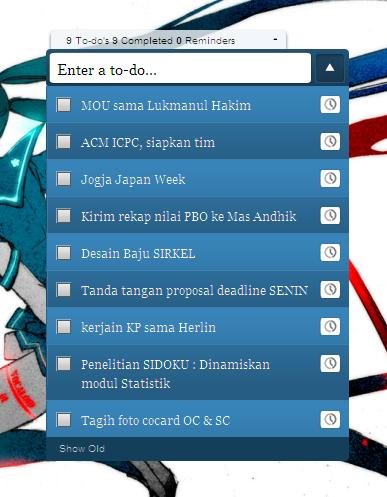 9 To-do's 9 Completed 0 Reminders -
Enter a to-do...
MOU sama Lukmanul Hakim
ACM ICPC, siapkan tim
Jogja Japan Week
Kirim rekap nilai PBO ke Mas Andhik
Desain Baju SIRKEL
Tanda tangan proposal deadline SENIN
kerjain KP sama Herlin
Penelitian SIDOKU : Dinamiskan
modul Statistik
Tagih foto cocard OC & SC
Show Old